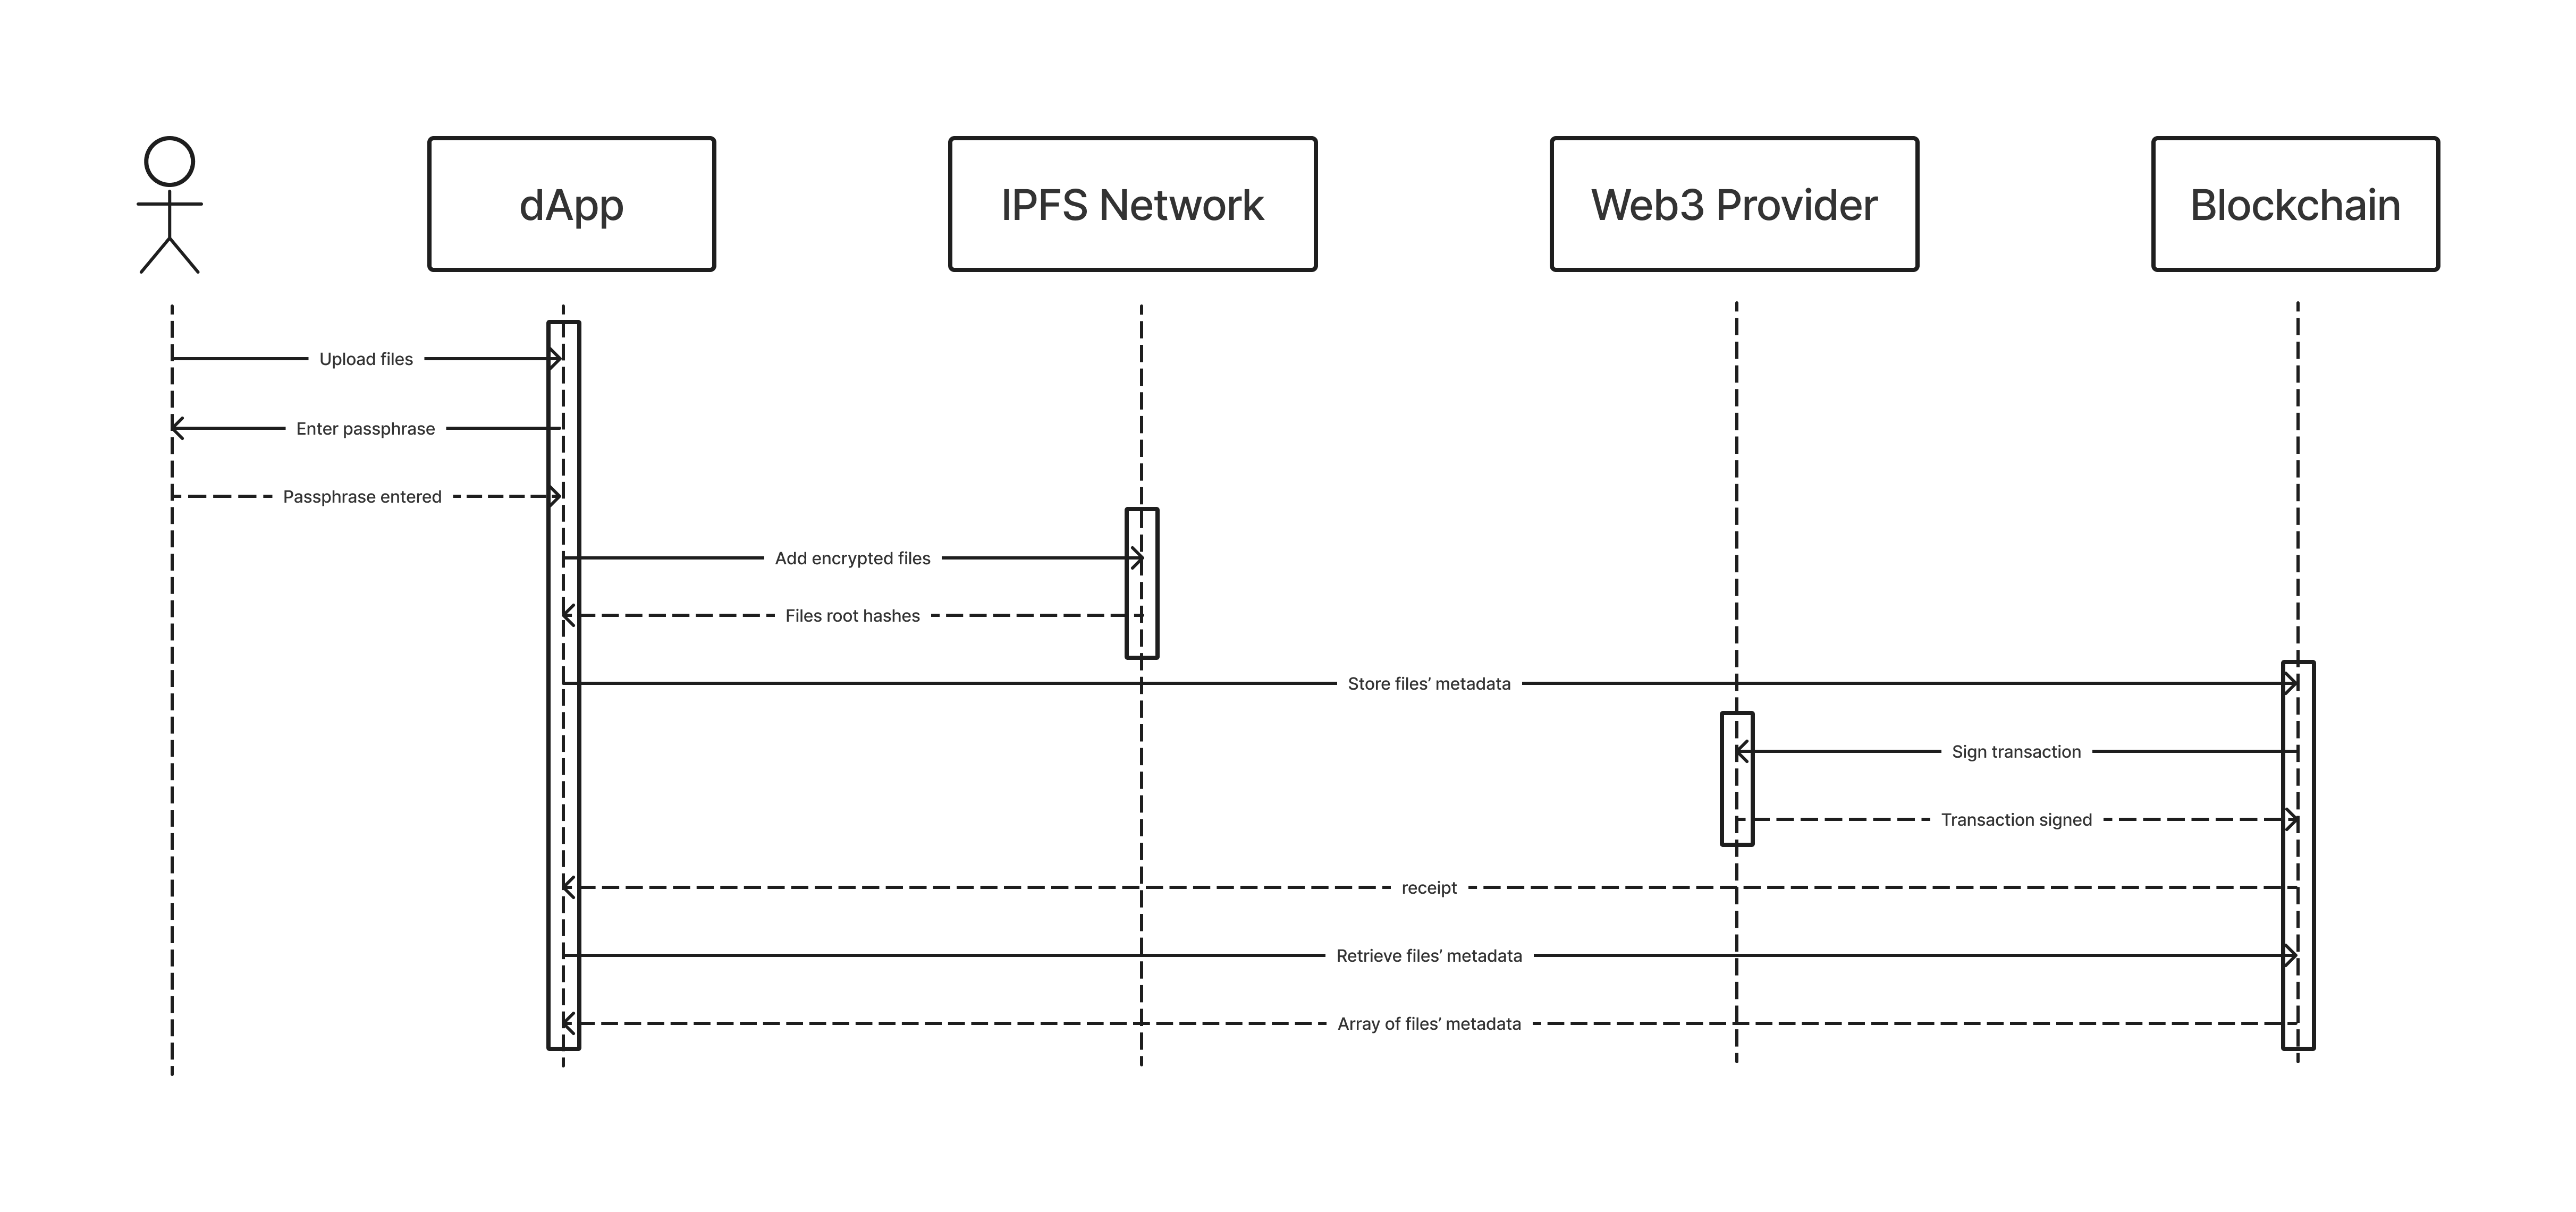 dApp
IPFS Network
Web3 Provider
Blockchain
Upload files
Enter passphrase
Passphrase entered
Add encrypted files
Files root hashes
Store files’ metadata
Sign transaction
Transaction signed
receipt
Retrieve files’ metadata
Array of files’ metadata